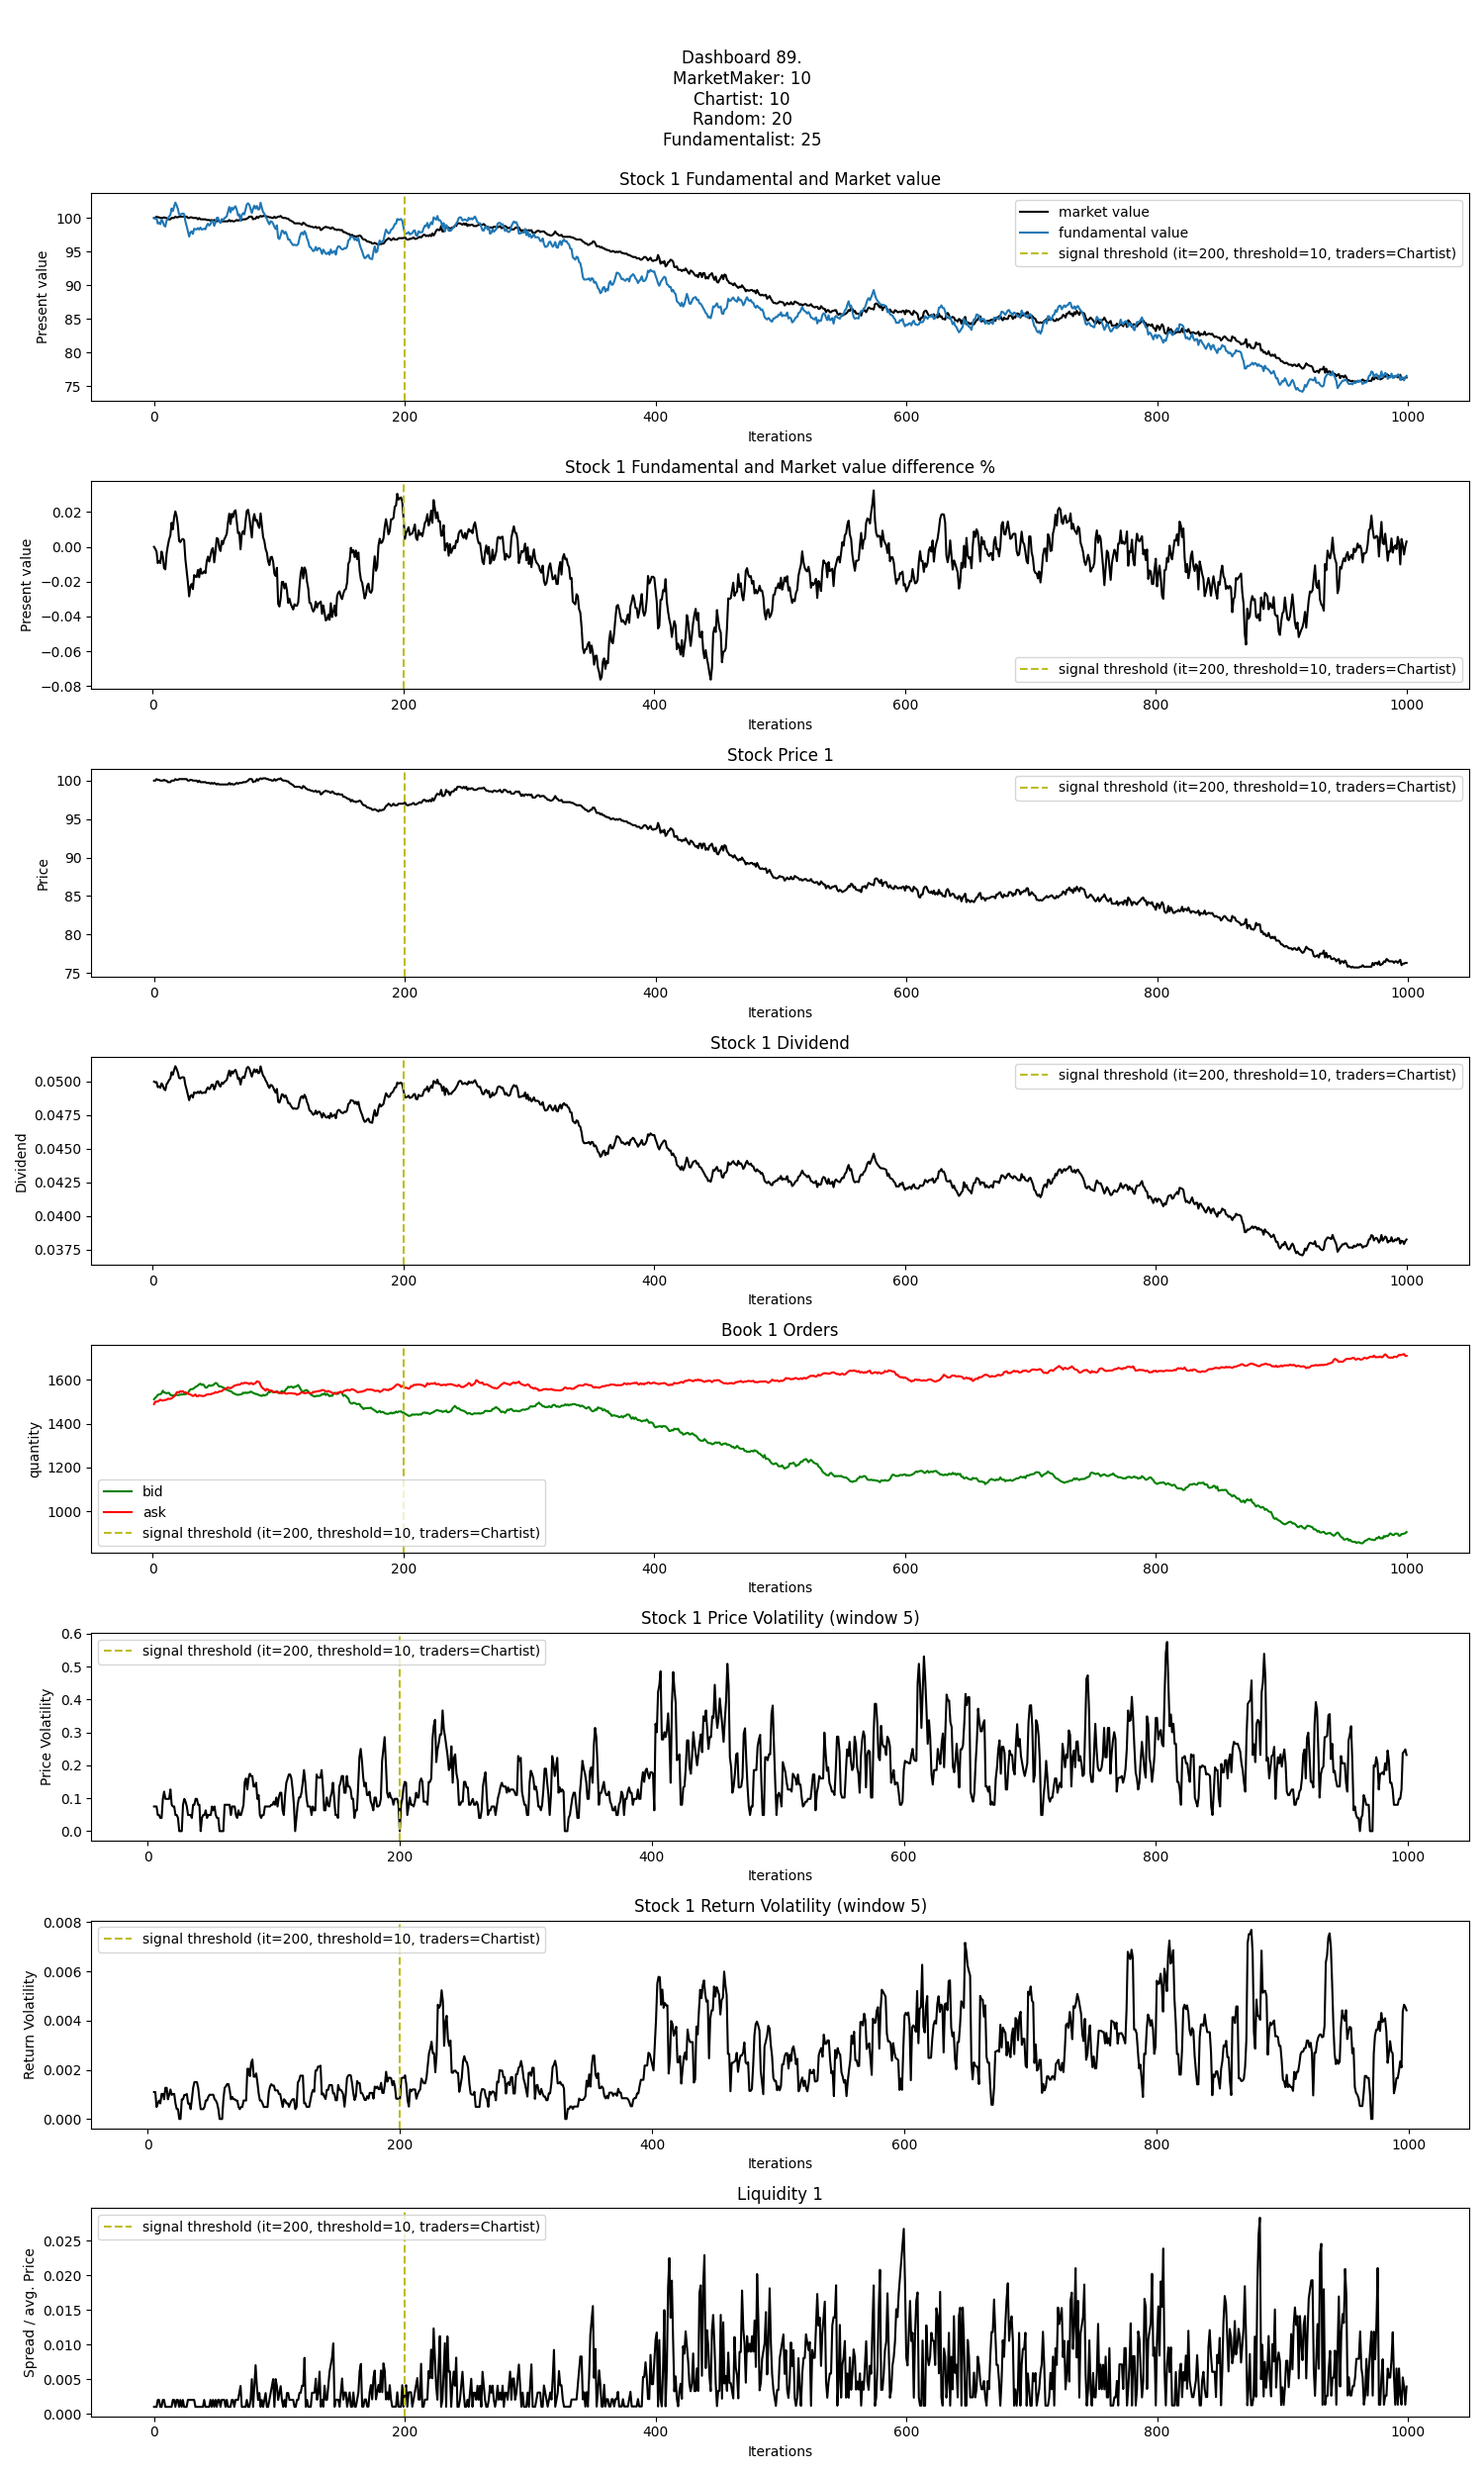 Dashboard 89.
MarketMaker: 10
Chartist: 10
Random: 20
Fundamentalist: 25
Stock 1 Fundamental and Market value
100
95
90
85
80
75
Present value
market value
fundamental value
signal threshold (it=200, threshold=10, traders=Chartist)
0 200 400 600 800 1000
Iterations
Stock 1 Fundamental and Market value difference %
0.02
0.00
−0.02
−0.04
−0.06
−0.08
Present value
signal threshold (it=200, threshold=10, traders=Chartist)
0 200 400 600 800 1000
Iterations
Stock Price 1
100
95
90
85
80
75
Price
signal threshold (it=200, threshold=10, traders=Chartist)
0 200 400 600 800 1000
Iterations
Stock 1 Dividend
0.0500
0.0475
0.0450
0.0425
0.0400
0.0375
Dividend
signal threshold (it=200, threshold=10, traders=Chartist)
0 200 400 600 800 1000
Iterations
Book 1 Orders
1600
1400
1200
1000
quantity
bid
ask
signal threshold (it=200, threshold=10, traders=Chartist)
0 200 400 600 800 1000
Iterations
Stock 1 Price Volatility (window 5)
0.6
0.5
0.4
0.3
0.2
0.1
0.0
Price Volatility
signal threshold (it=200, threshold=10, traders=Chartist)
0 200 400 600 800 1000
Iterations
Stock 1 Return Volatility (window 5)
0.008
0.006
0.004
0.002
0.000
Return Volatility
signal threshold (it=200, threshold=10, traders=Chartist)
0 200 400 600 800 1000
Iterations
Liquidity 1
0.025
0.020
0.015
0.010
0.005
0.000
Spread / avg. Price
signal threshold (it=200, threshold=10, traders=Chartist)
0 200 400 600 800 1000
Iterations